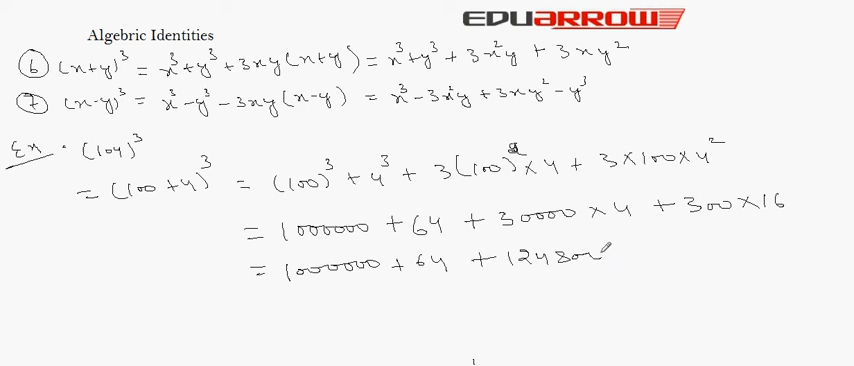 EDUARROW
Algebric Identities
⑥ (x+y)³ = x³+y³+3xy(x+y) = x³+y³+3x²y+3xy²
⑦ (x-y)³ = x³-y³-3xy(x-y) = x³-3x²y+3xy²-y³
Ex. (104)³
= (100+4)³ = (100)³+4³+3(100)²×4+3×100×4²
= 1000000+64+30000×4+300×16
= 1000000+64+124800